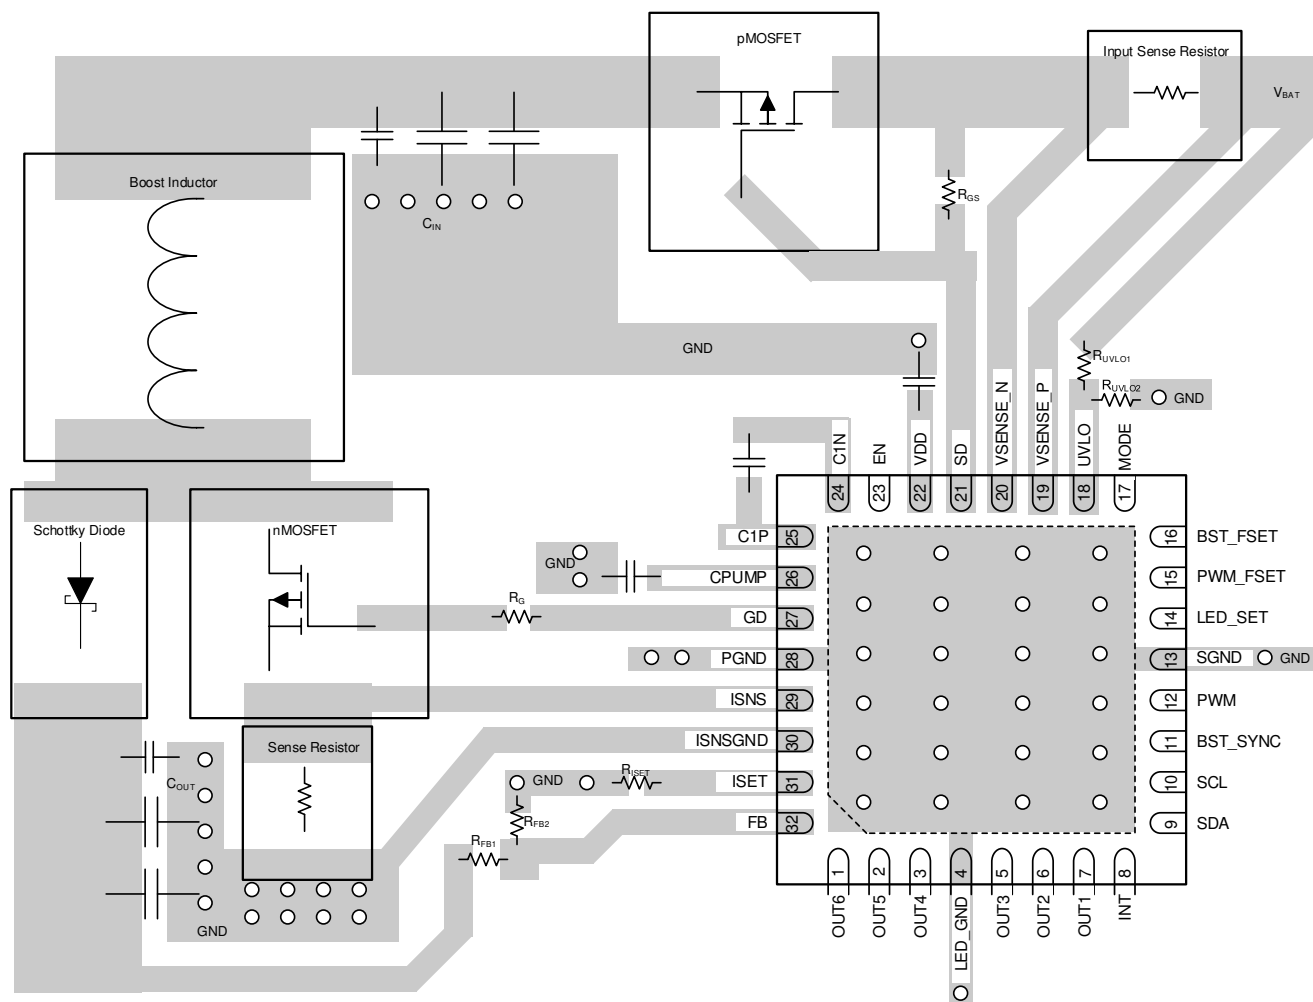 pMOSFET
Input Sense Resistor
VBAT
Boost Inductor
RGS
CIN
GND
RUVLO1
RUVLO2
GND
C1N
EN
VDD
SD
VSENSE_N
VSENSE_P
UVLO
MODE
24
23
22
21
20
19
18
17
Schottky Diode
nMOSFET
C1P
25
16
BST_FSET
GND
CPUMP
26
15
PWM_FSET
RG
GD
27
14
LED_SET
PGND
28
13
SGND
GND
ISNS
29
12
PWM
ISNSGND
30
11
BST_SYNC
Sense Resistor
COUT
GND
RISET
ISET
31
10
SCL
RFB2
FB
32
9
SDA
RFB1
1
2
3
4
5
6
7
8
OUT6
OUT5
OUT4
LED_GND
OUT3
OUT2
OUT1
INT
GND